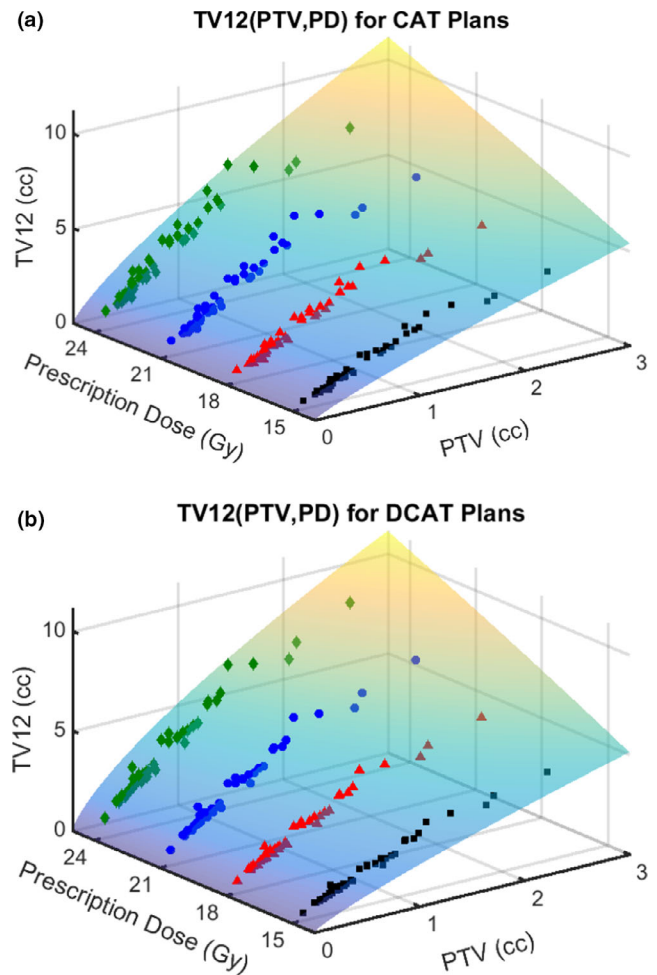 (a)
TV12(PTV,PD) for CAT Plans
TV12 (cc)
10
5
0
24
21
18
15
Prescription Dose (Gy)
0
1
2
3
PTV (cc)
(b)
TV12(PTV,PD) for DCAT Plans
TV12 (cc)
10
5
0
24
21
18
15
Prescription Dose (Gy)
0
1
2
3
PTV (cc)